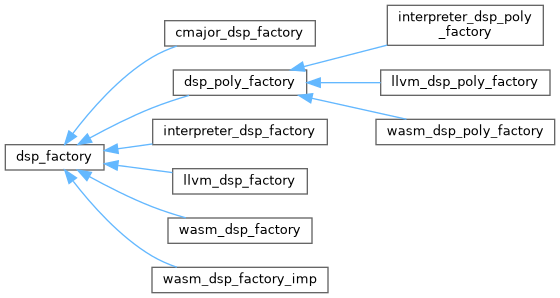 interpreter_dsp_poly
_factory
cmajor_dsp_factory
dsp_poly_factory
llvm_dsp_poly_factory
interpreter_dsp_factory
wasm_dsp_poly_factory
dsp_factory
llvm_dsp_factory
wasm_dsp_factory
wasm_dsp_factory_imp